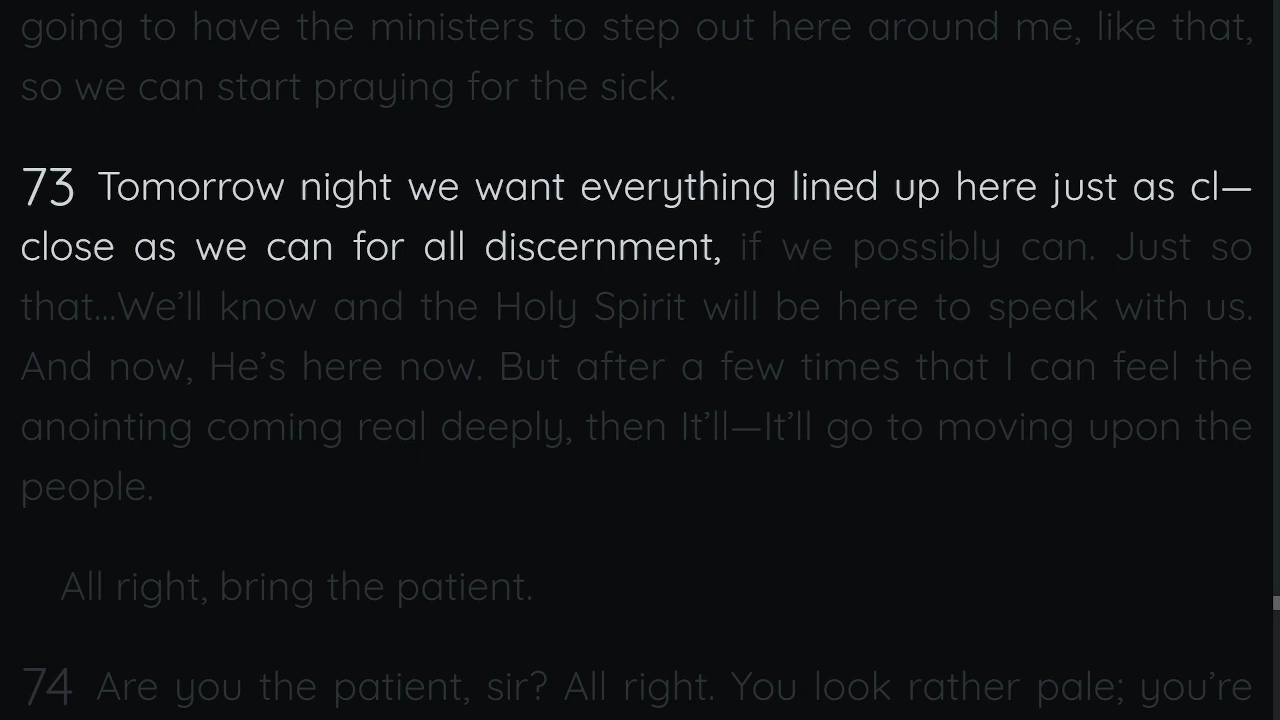 going to have the ministers to step out here around me, like that,
so we can start praying for the sick.
73 Tomorrow night we want everything lined up here just as cl—
close as we can for all discernment, if we possibly can. Just so
that...We’ll know and the Holy Spirit will be here to speak with us.
And now, He’s here now. But after a few times that I can feel the
anointing coming real deeply, then It’ll—It’ll go to moving upon the
people.
All right, bring the patient.
74 Are you the patient, sir? All right. You look rather pale; you’re